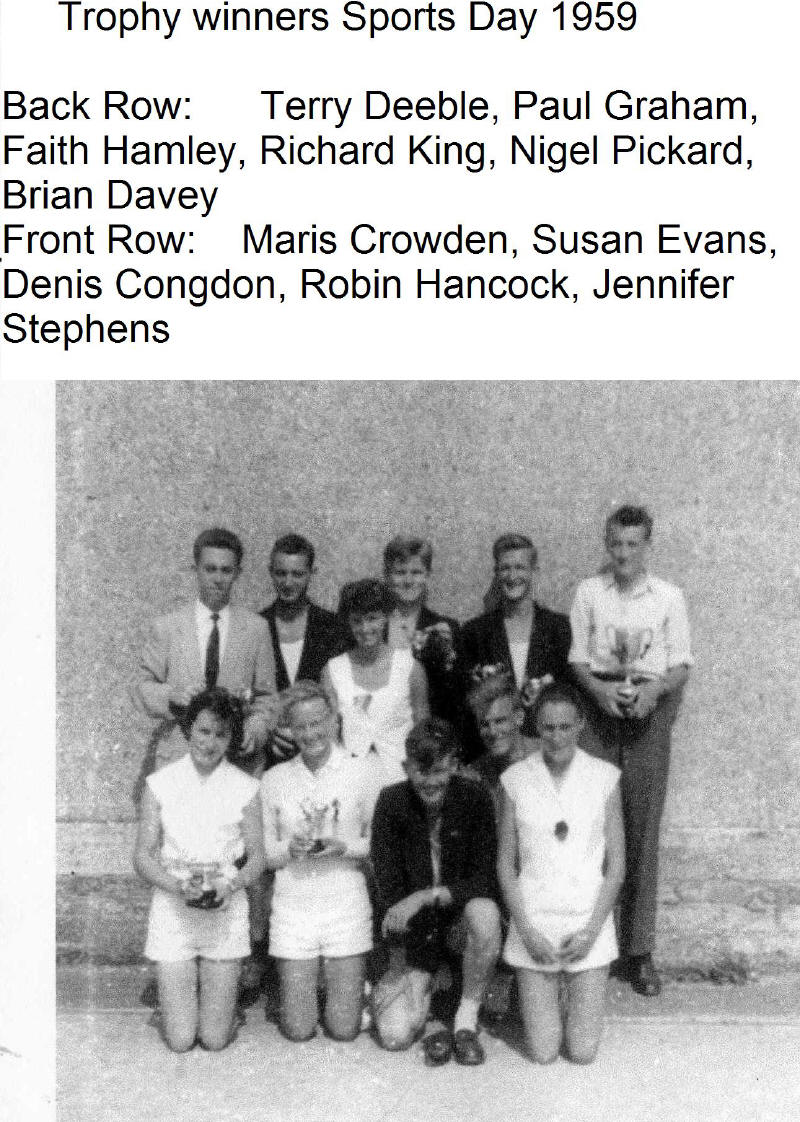 Trophy winners Sports Day 1959
Back Row: Terry Deeble, Paul Graham,
Faith Hamley, Richard King, Nigel Pickard,
Brian Davey
Front Row: Maris Crowden, Susan Evans,
Denis Congdon, Robin Hancock, Jennifer
Stephens